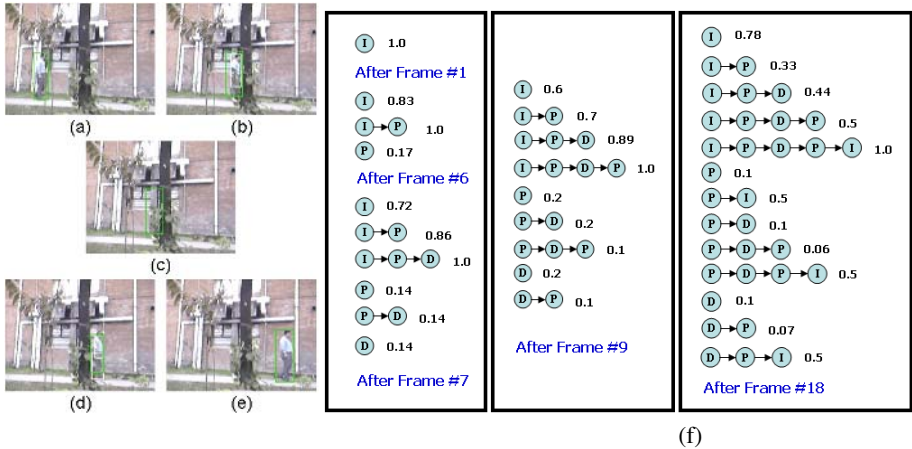 (a)
(b)
(c)
(d)
(e)
I 1.0
After Frame #1
I 0.83
I P 1.0
P 0.17
After Frame #6
I 0.72
I P 0.86
I P D 1.0
P 0.14
P D 0.14
D 0.14
After Frame #7
I 0.6
I P 0.7
I P D 0.89
I P D P 1.0
P 0.2
P D 0.2
P D P 0.1
D 0.2
D P 0.1
After Frame #9
I 0.78
I P 0.33
I P D 0.44
I P D P 0.5
I P D P I 1.0
P 0.1
P I 0.5
P D 0.1
P D P 0.06
P D P I 0.5
D 0.1
D P 0.07
D P I 0.5
After Frame #18
(f)